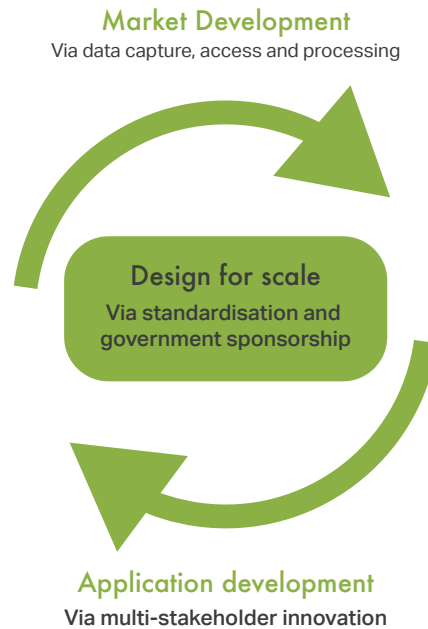 Market Development
Via data capture, access and processing
Design for scale
Via standardisation and
government sponsorship
Application development
Via multi-stakeholder innovation